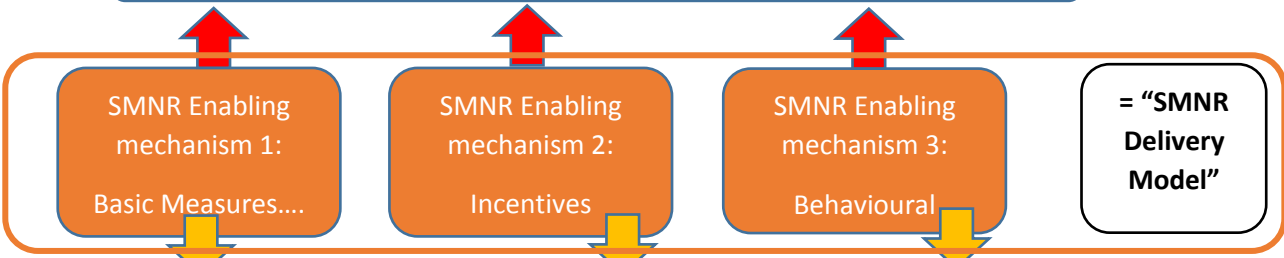 SMNR Enabling
mechanism 1:
Basic Measures....
SMNR Enabling
mechanism 2:
Incentives
SMNR Enabling
mechanism 3:
Behavioural
= “SMNR
Delivery
Model”